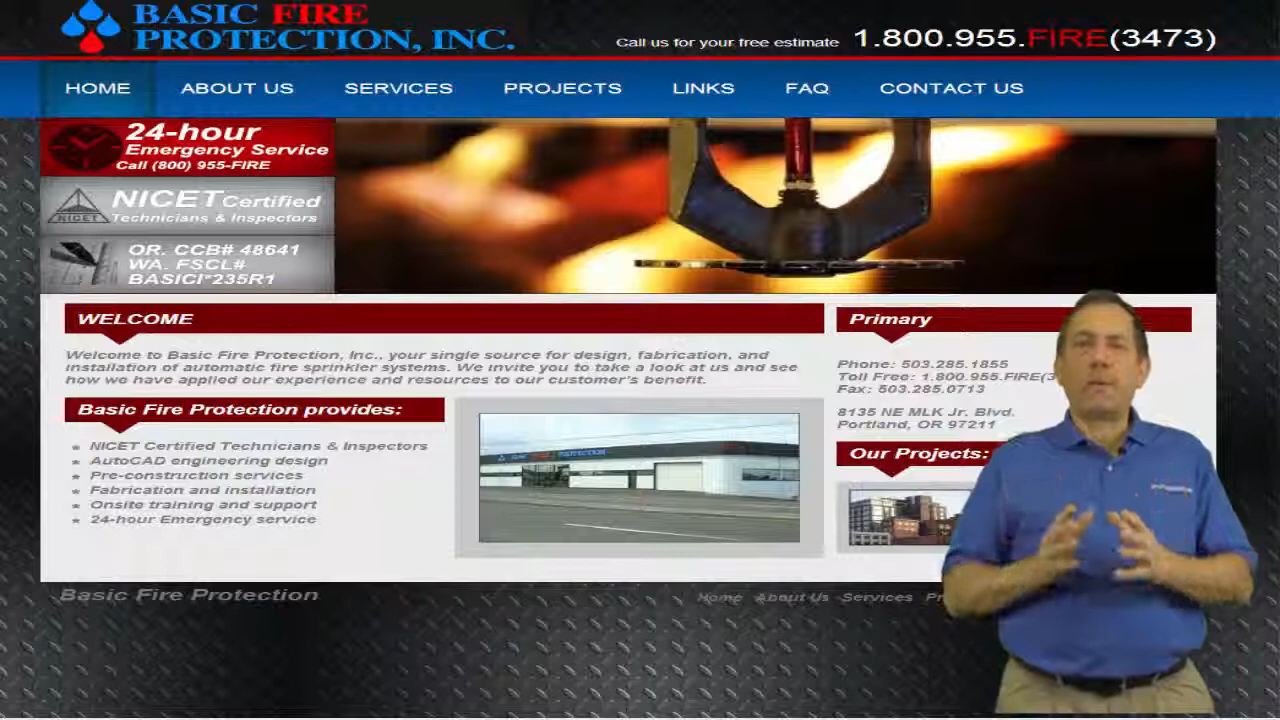 BASIC FIRE
PROTECTION, INC.
Call us for your free estimate 1.800.955.FIRE(3473)
HOME ABOUT US SERVICES PROJECTS LINKS FAQ CONTACT US
24-hour
Emergency Service
Call (800) 955-FIRE
NICET Certified
Technicians & Inspectors
NICET
OR. CCB# 48641
WA. FSCL#
BASICI*235R1
WELCOME
Welcome to Basic Fire Protection, Inc., your single source for design, fabrication, and
installation of automatic fire sprinkler systems. We invite you to take a look at us and see
how we have applied our experience and resources to our customer's benefit.
Basic Fire Protection provides:
NICET Certified Technicians & Inspectors
AutoCAD engineering design
Pre-construction services
Fabrication and installation
Onsite training and support
24-hour Emergency service
Primary
Phone: 503.285.1855
Toll Free: 1.800.955.FIRE(3
Fax: 503.285.0713
8135 NE MLK Jr. Blvd.
Portland, OR 97211
Our Projects:
Basic Fire Protection
Home About Us Services